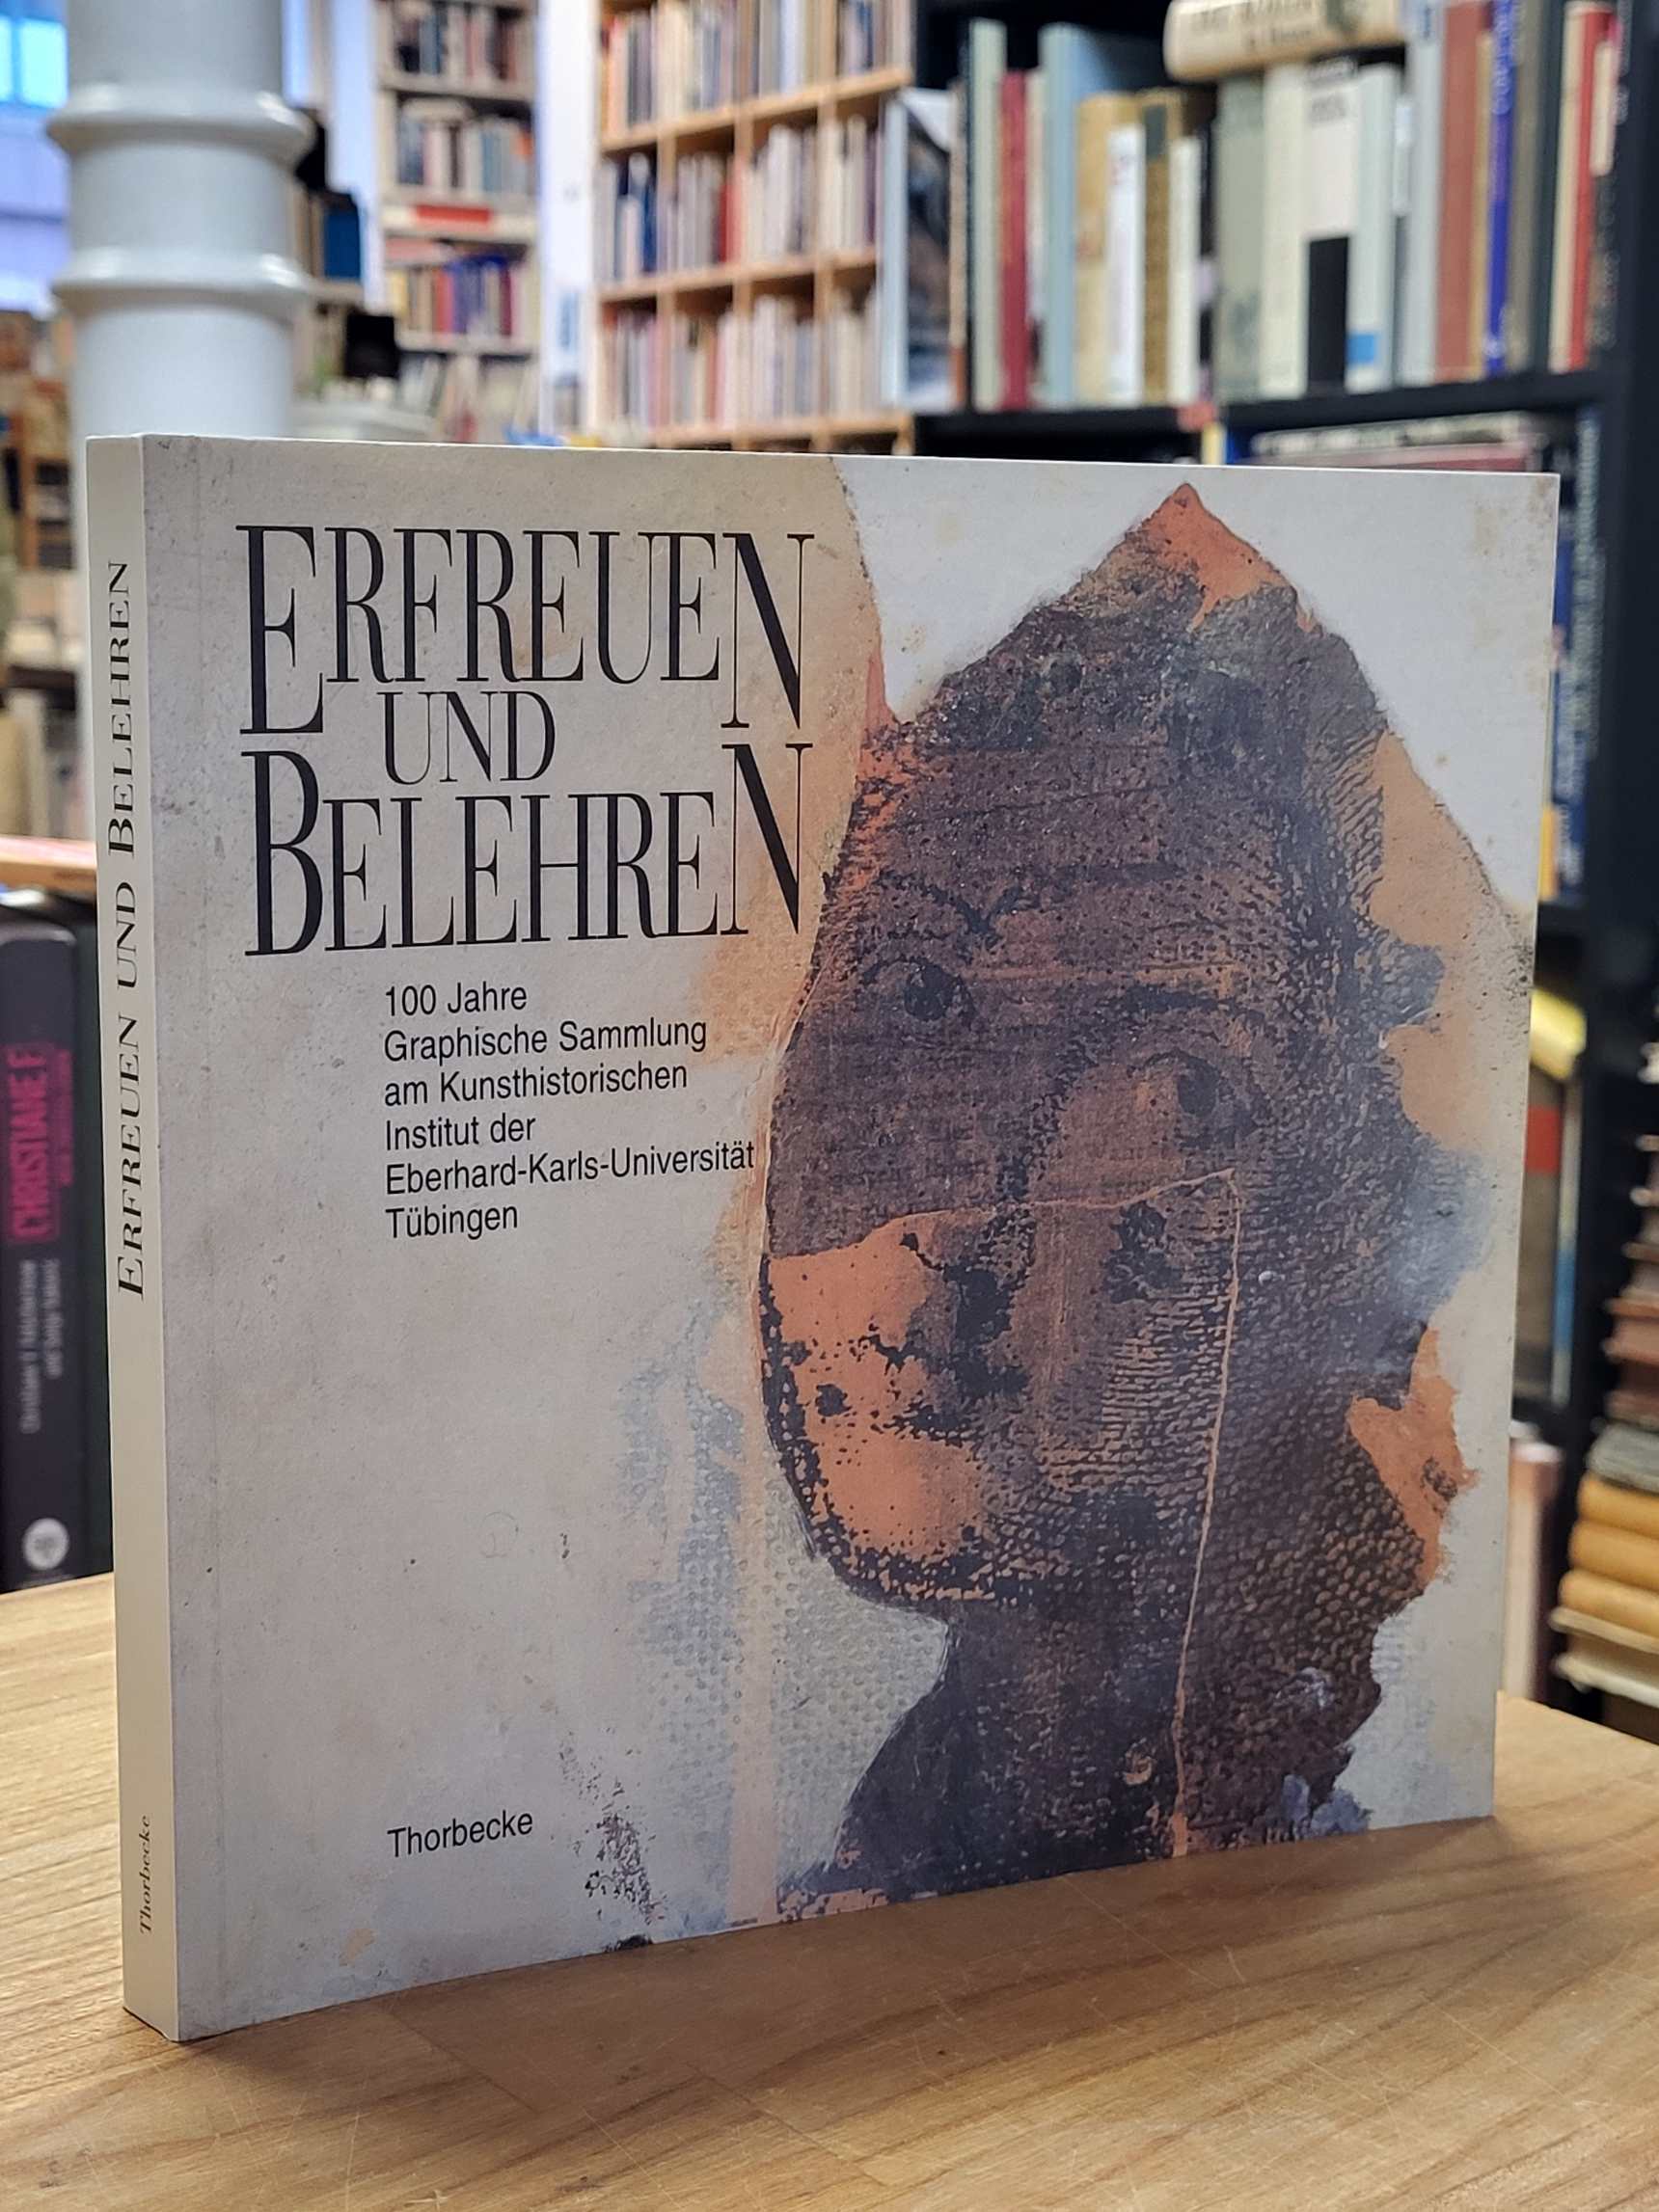 ERFREUEN
UND
BELEHREN
100 Jahre
Graphische Sammlung
am Kunsthistorischen
Institut der
Eberhard-Karls-Universität
Tübingen
Thorbecke
ERFREUEN UND BELEHREN
Thorbecke
CHRISTIANE F.